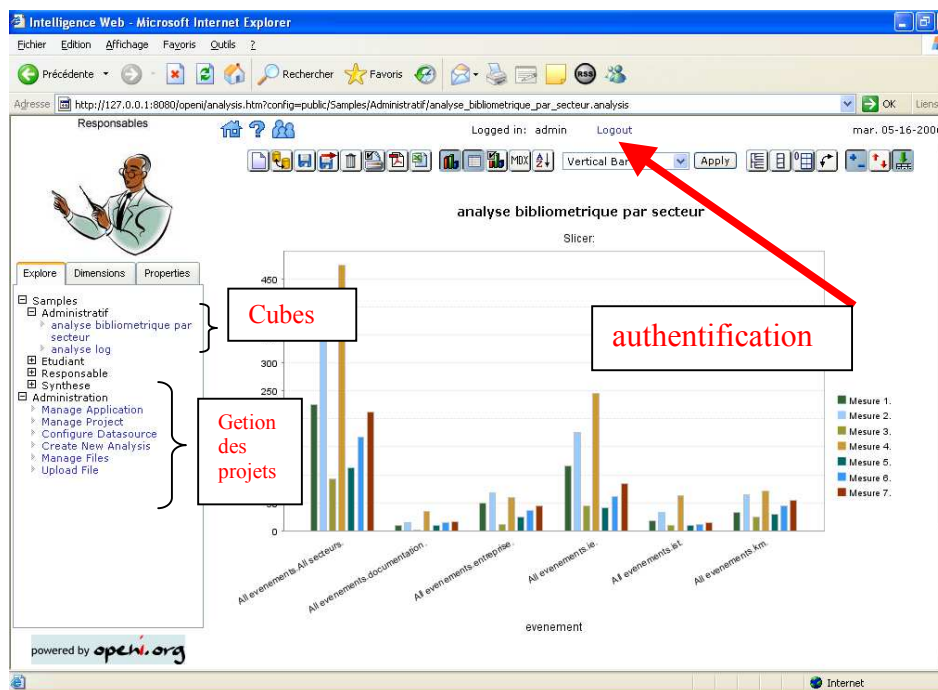 Intelligence Web - Microsoft Internet Explorer
Fichier Edition Affichage Favoris Outils ?
Précédente Rechercher Favoris RSS
Adresse http://127.0.0.1:8080/openi/analysis.htm?config=public/Samples/Administratif/analyse_bibliometrique_par_secteur.analysis OK Liens
Responsables
Logged in: admin Logout mar. 05-16-200
MDX Vertical Bar Apply
analyse bibliometrique par secteur
Slicer:
Explore Dimensions Properties
Samples
Administratif
analyse bibliometrique par
secteur
analyse log
Etudiant
Responsable
Synthese
Administration
Manage Application
Manage Project
Configure Datasource
Create New Analysis
Manage Files
Upload File
Cubes
Getion
des
projets
authentification
450
300
250
0
Mesure 1.
Mesure 2.
Mesure 3.
Mesure 4.
Mesure 5.
Mesure 6.
Mesure 7.
All evenements.All secteurs.
All evenements.documentation.
All evenements.entreprise.
All evenements.ie.
All evenements.ist.
All evenements.km.
evenement
powered by openi.org
Internet